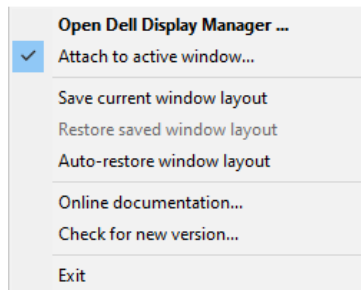 Open Dell Display Manager ...
Attach to active window...
Save current window layout
Restore saved window layout
Auto-restore window layout
Online documentation...
Check for new version...
Exit